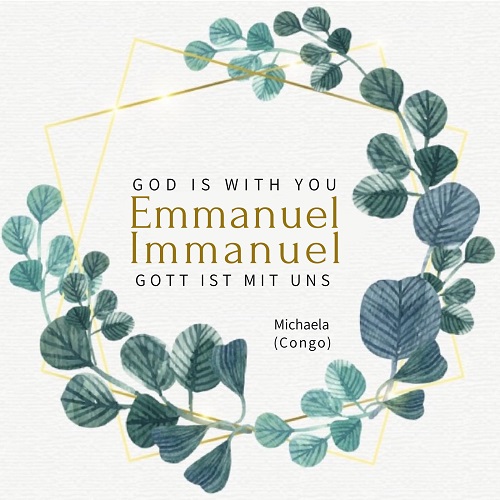 GOD IS WITH YOU
Emmanuel
Immanuel
GOTT IST MIT UNS
Michaela
(Congo)